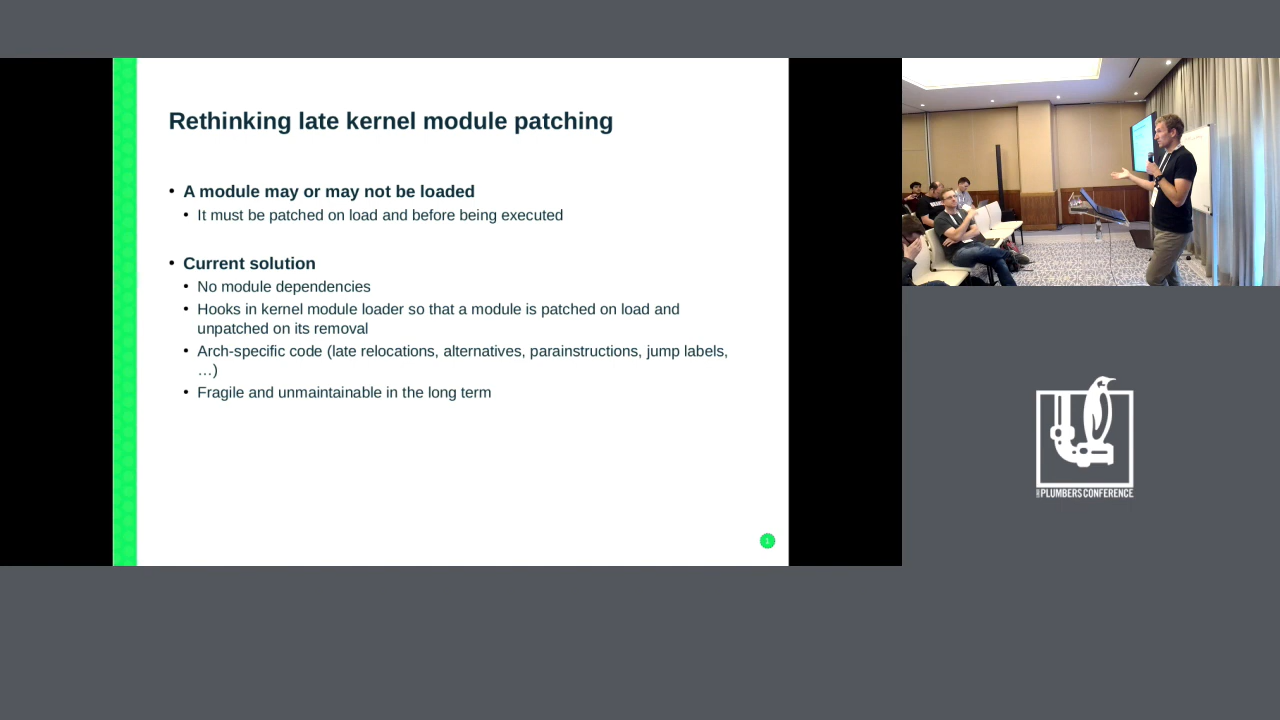 Rethinking late kernel module patching
• A module may or may not be loaded
• It must be patched on load and before being executed
• Current solution
• No module dependencies
• Hooks in kernel module loader so that a module is patched on load and
unpatched on its removal
• Arch-specific code (late relocations, alternatives, parainstructions, jump labels,
…)
• Fragile and unmaintainable in the long term
1
PLUMBERS CONFERENCE